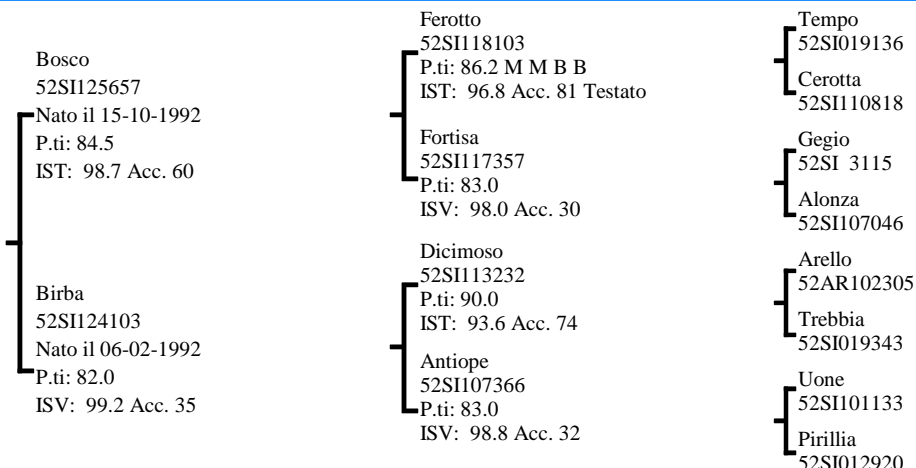 Bosco
52SI125657
Nato il 15-10-1992
P.ti: 84.5
IST: 98.7 Acc. 60
Birba
52SI124103
Nato il 06-02-1992
P.ti: 82.0
ISV: 99.2 Acc. 35
Ferotto
52SI118103
P.ti: 86.2 M M B B
IST: 96.8 Acc. 81 Testato
Fortisa
52SI117357
P.ti: 83.0
ISV: 98.0 Acc. 30
Dicimoso
52SI113232
P.ti: 90.0
IST: 93.6 Acc. 74
Antiope
52SI107366
P.ti: 83.0
ISV: 98.8 Acc. 32
Tempo
52SI019136
Cerotta
52SI110818
Gegio
52SI 3115
Alonza
52SI107046
Arello
52AR102305
Trebbia
52SI019343
Uone
52SI101133
Pirillia
52SI012920